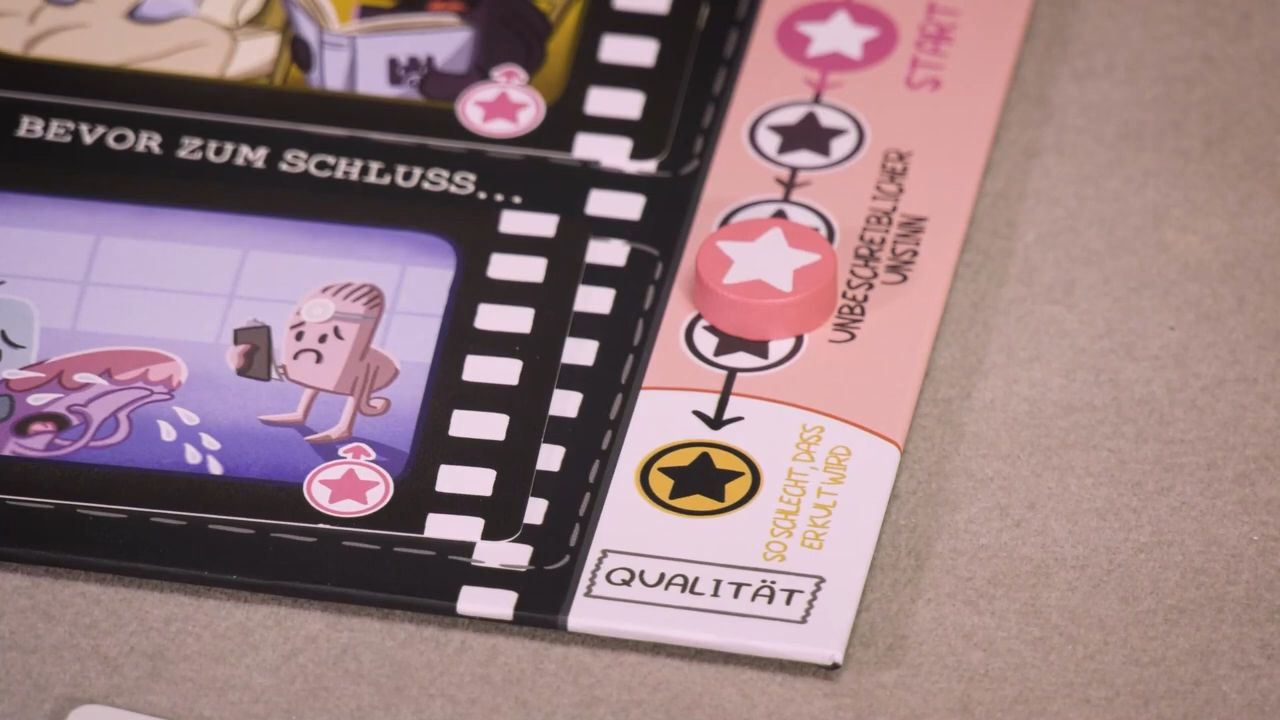 BEVOR ZUM SCHLUSS...
START
UNBESCHREIBLICHER
UNSINN
SO SCHLECHT, DASS
ER KULT WIRD
QUALITÄT